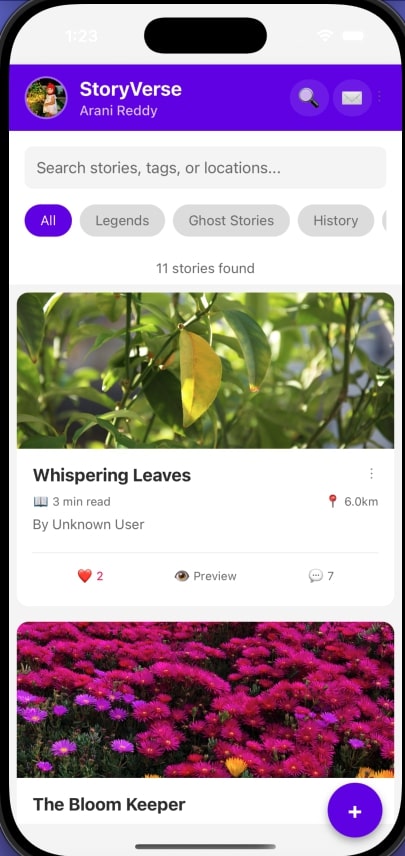 1:23
StoryVerse
Arani Reddy
Search stories, tags, or locations...
All Legends Ghost Stories History
11 stories found
Whispering Leaves
3 min read 6.0km
By Unknown User
2 Preview 7
The Bloom Keeper
+